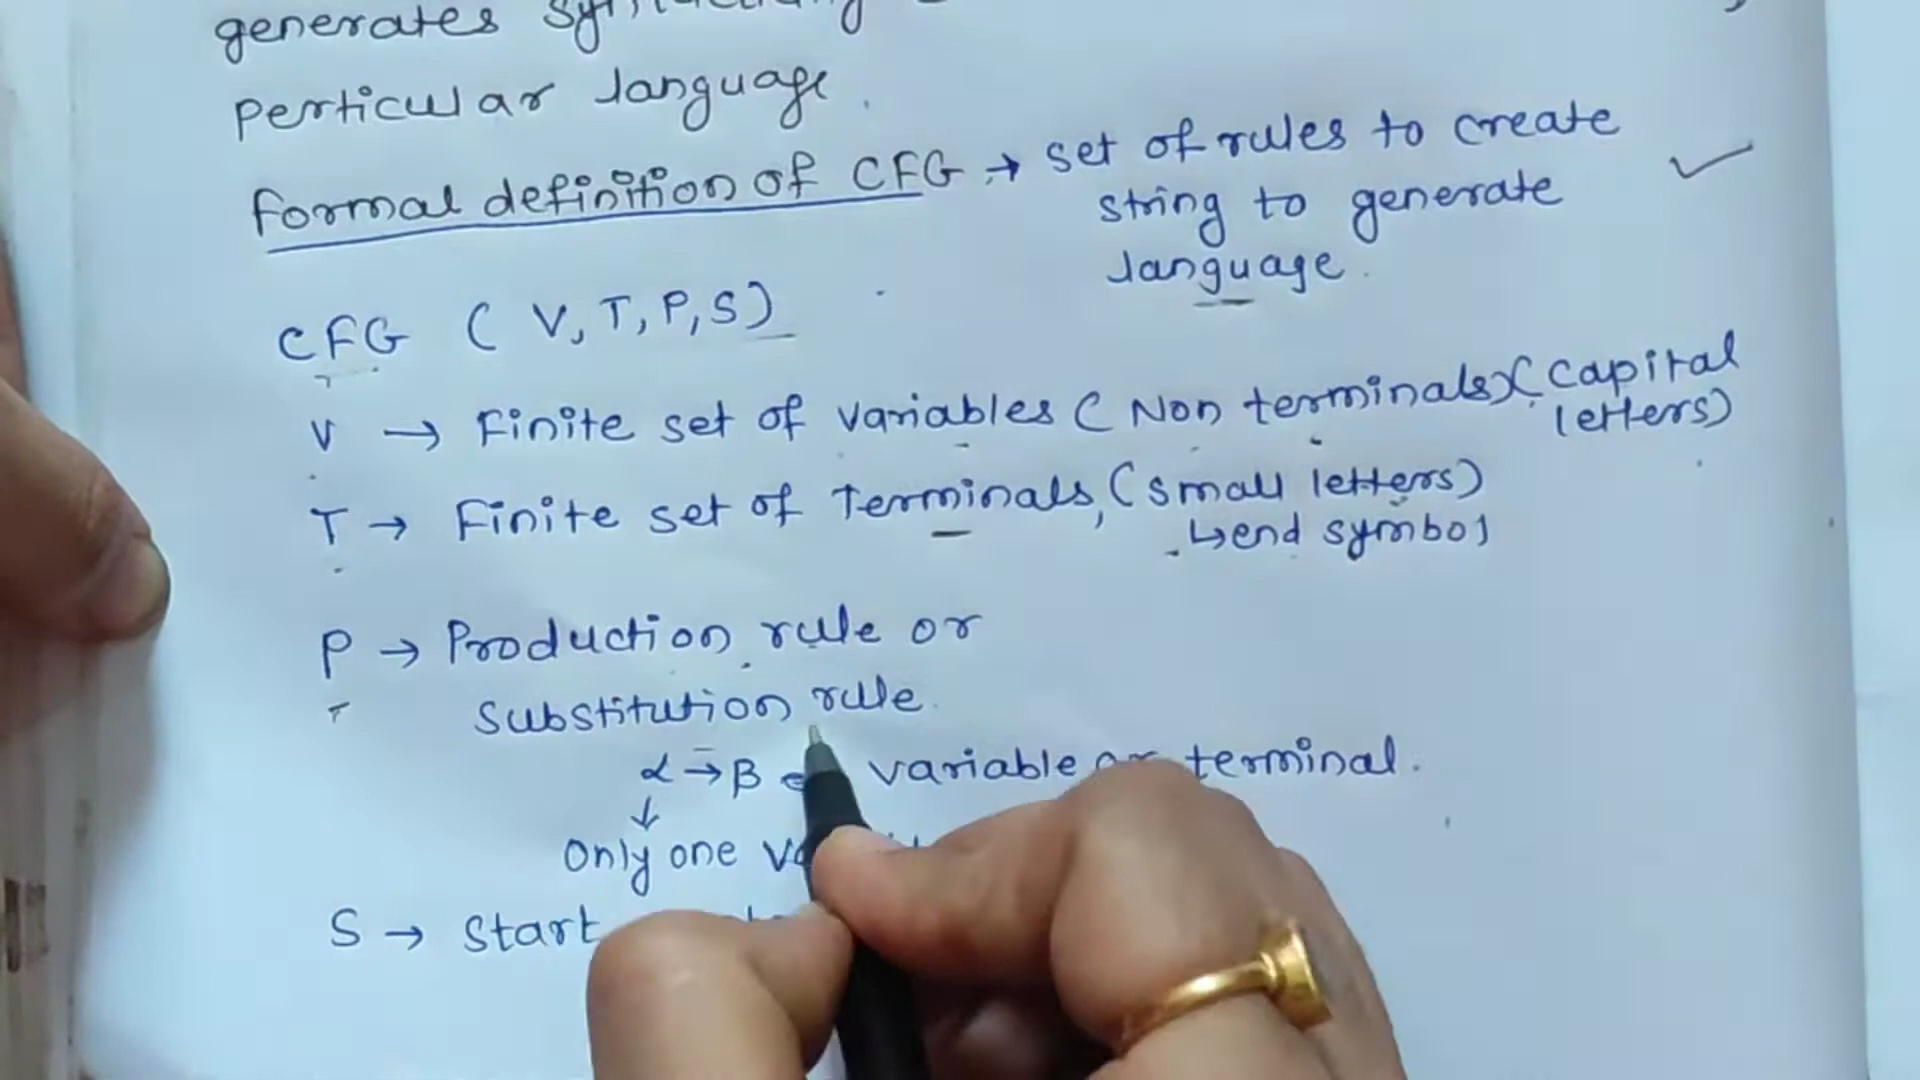 generates
perticular language.
formal definition of CFG → set of rules to create
string to generate
language.
CFG ( V, T, P, S)
V → Finite set of variables ( Non terminals) (capital
letters)
T → Finite set of Terminals, (small letters)
↳ end symbol
P → Production rule or
Substitution rule.
α → β variable or terminal.
↓
Only one
S → Start